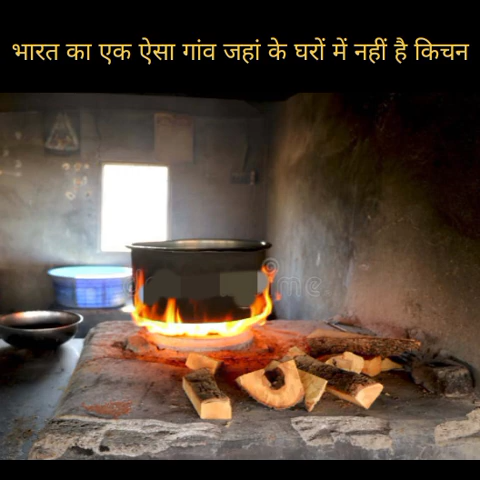 भारत का एक ऐसा गांव जहां के घरों में नहीं है किचन